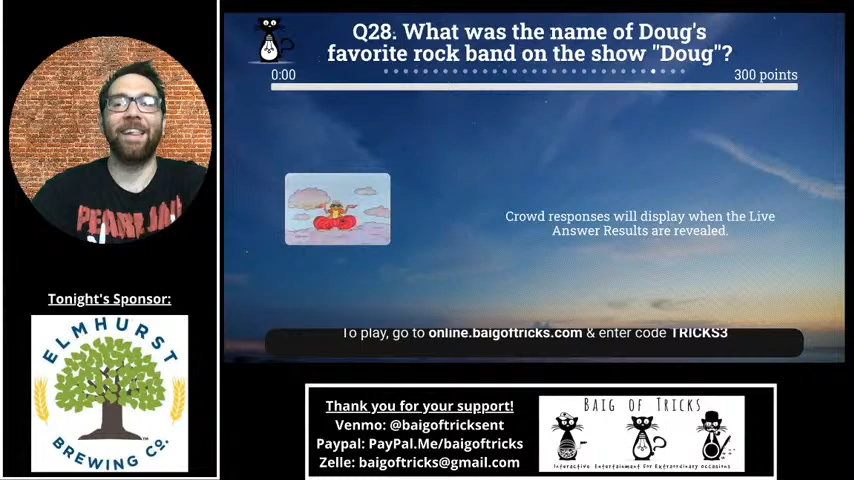 Q28. What was the name of Doug's
favorite rock band on the show "Doug"?
0:00
300 points
PEARL JAM
Crowd responses will display when the Live
Answer Results are revealed.
To play, go to online.baigoftricks.com & enter code TRICKS3
Tonight's Sponsor:
ELMHURST
BREWING CO.
TM
Thank you for your support!
Venmo: @baigoftricksent
Paypal: PayPal.Me/baigoftricks
Zelle: baigoftricks@gmail.com
BAIG OF TRICKS
Interactive Entertainment For Extraordinary Occasions